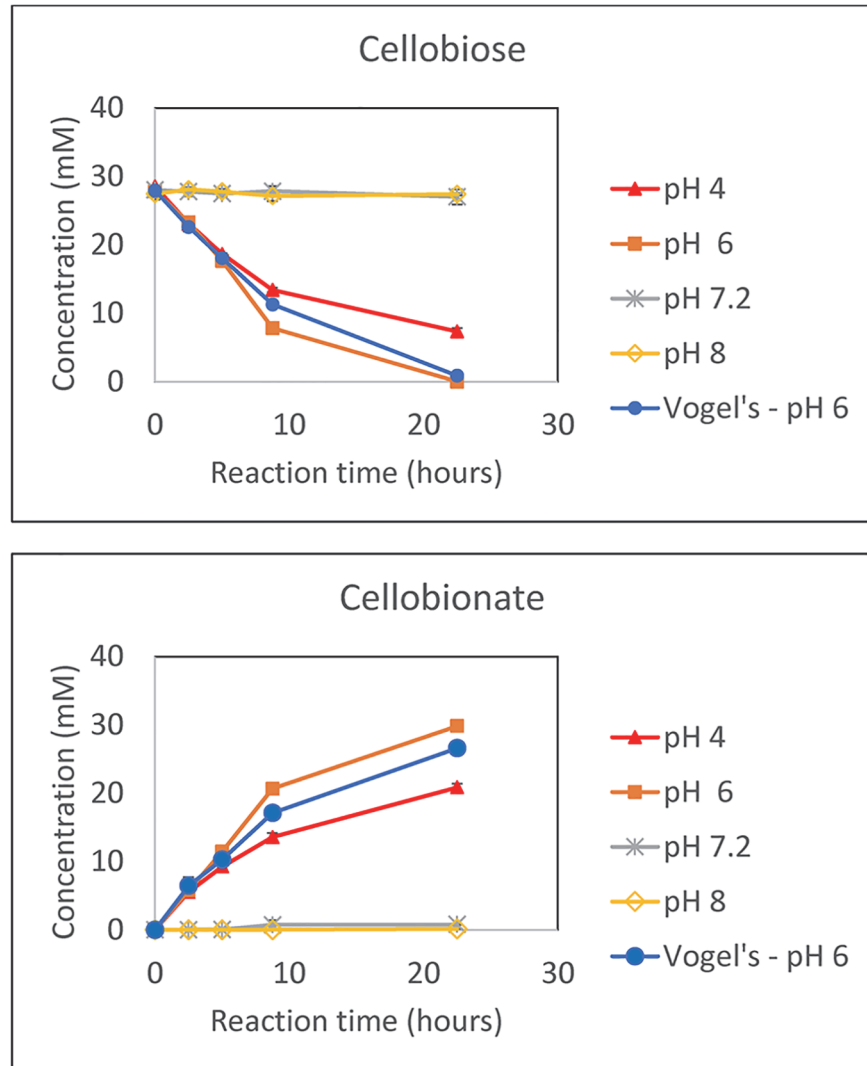 Cellobiose
40
30
20
10
0
Concentration (mM)
0 10 20 30
Reaction time (hours)
pH 4
pH  6
pH 7.2
pH 8
Vogel's - pH 6
Cellobionate
40
30
20
10
0
Concentration (mM)
0 10 20 30
Reaction time (hours)
pH 4
pH  6
pH 7.2
pH 8
Vogel's - pH 6